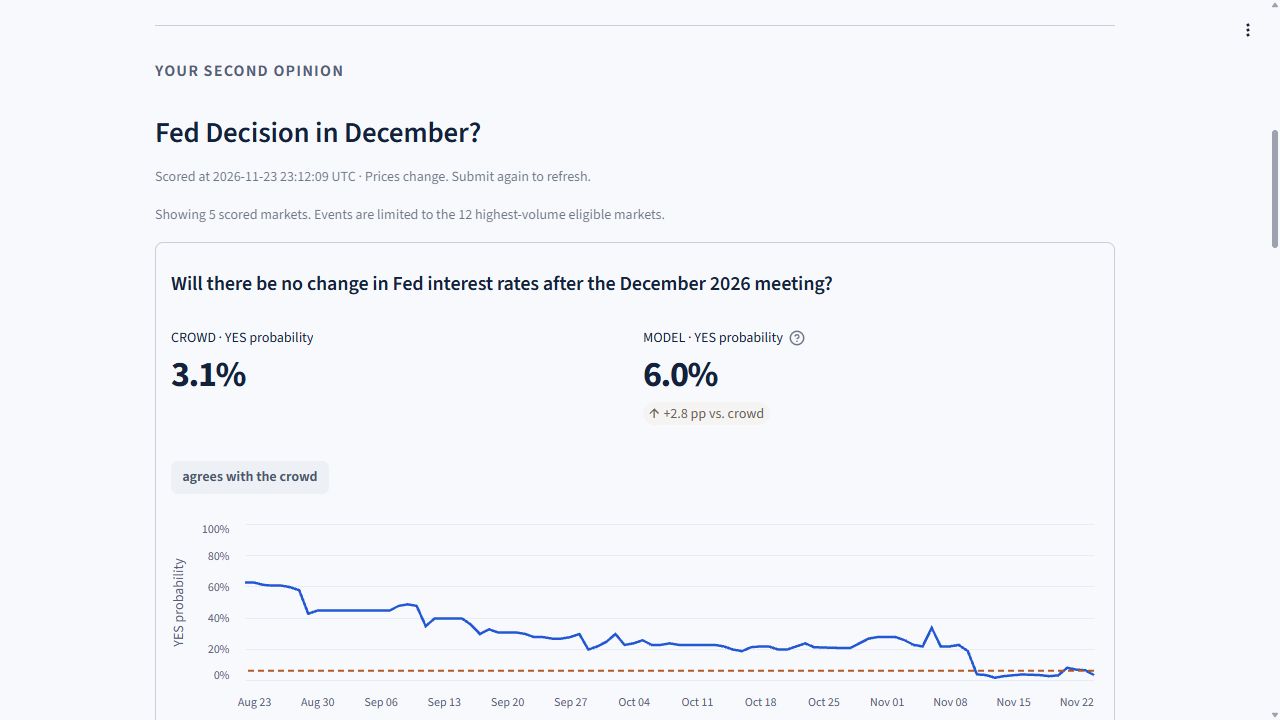 YOUR SECOND OPINION
Fed Decision in December?
Scored at 2026-11-23 23:12:09 UTC · Prices change. Submit again to refresh.
Showing 5 scored markets. Events are limited to the 12 highest-volume eligible markets.
Will there be no change in Fed interest rates after the December 2026 meeting?
CROWD · YES probability
3.1%
MODEL · YES probability
6.0%
↑ +2.8 pp vs. crowd
agrees with the crowd
YES probability
100%
80%
60%
40%
20%
0%
Aug 23 Aug 30 Sep 06 Sep 13 Sep 20 Sep 27 Oct 04 Oct 11 Oct 18 Oct 25 Nov 01 Nov 08 Nov 15 Nov 22